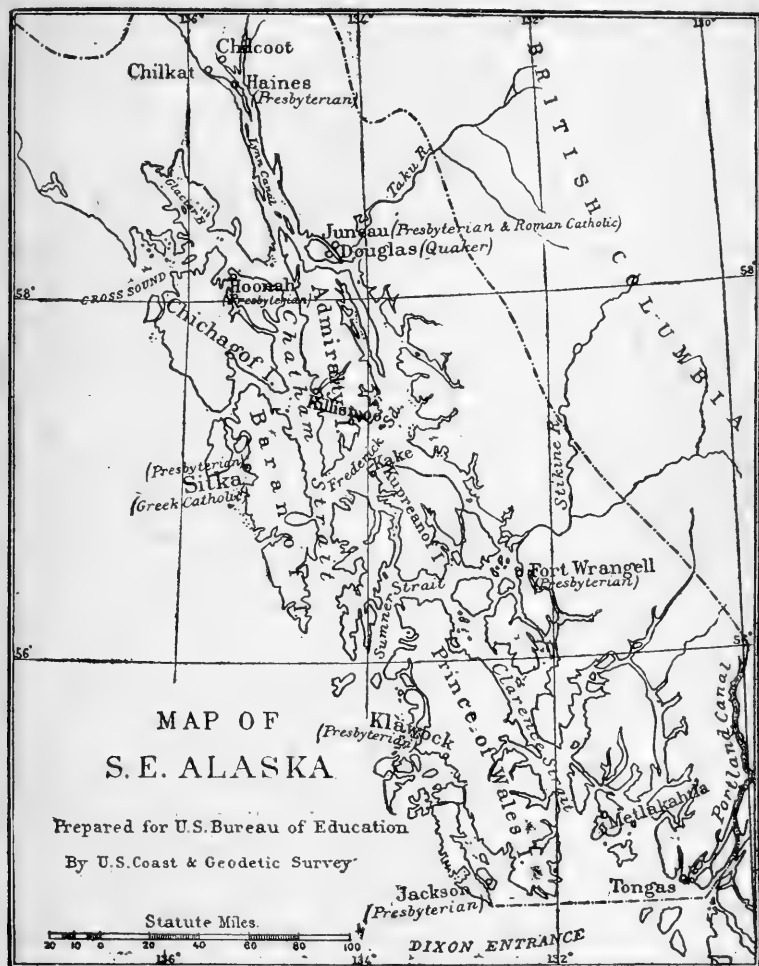 136°
134
132
130°
Chilcoot
Chilkat
Haines
(Presbyterian)
BRITISH COLUMBIA
Lynn Canal
Taku R.
Glacier B.
Juneau (Presbyterian & Roman Catholic)
Douglas (Quaker)
58°
58°
CROSS SOUND
Hoonah
(Presbyterian)
Chichagof I.
Admiralty I.
Chatham Strait
Killisnoo
Frederick Sd.
Kake
Kupreanof
Baranof I
(Presbyterian)
Sitka
(Greek Catholic)
Stikine R.
Fort Wrangell
(Presbyterian)
Sumner Strait
56°
56°
Prince of Wales I.
Clarence Strait
Portland Canal
Klawock
(Presbyterian)
Metlakahtla
Tongas
Jackson
(Presbyterian)
MAP OF
S.E. ALASKA
Prepared for U.S. Bureau of Education
By U.S. Coast & Geodetic Survey
Statute Miles.
20 10 0 20 40 60 80 100
136°
134
132
DIXON ENTRANCE